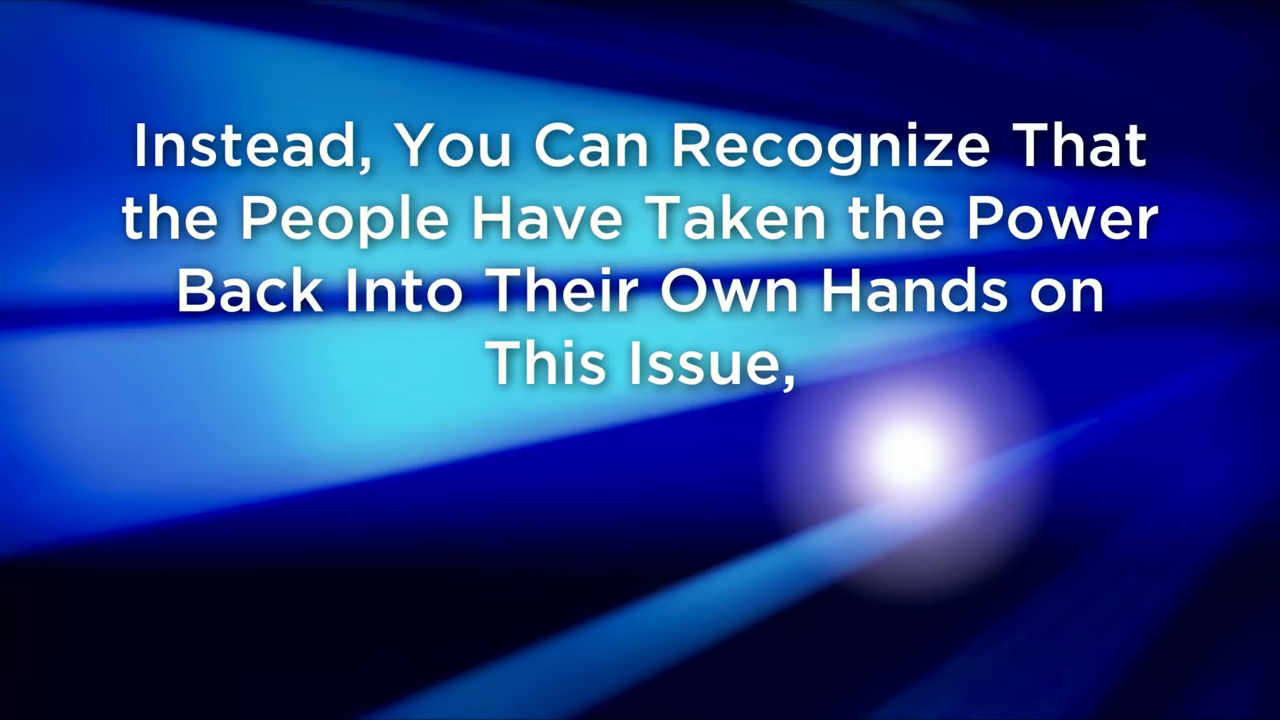 Instead, You Can Recognize That
the People Have Taken the Power
Back Into Their Own Hands on
This Issue,